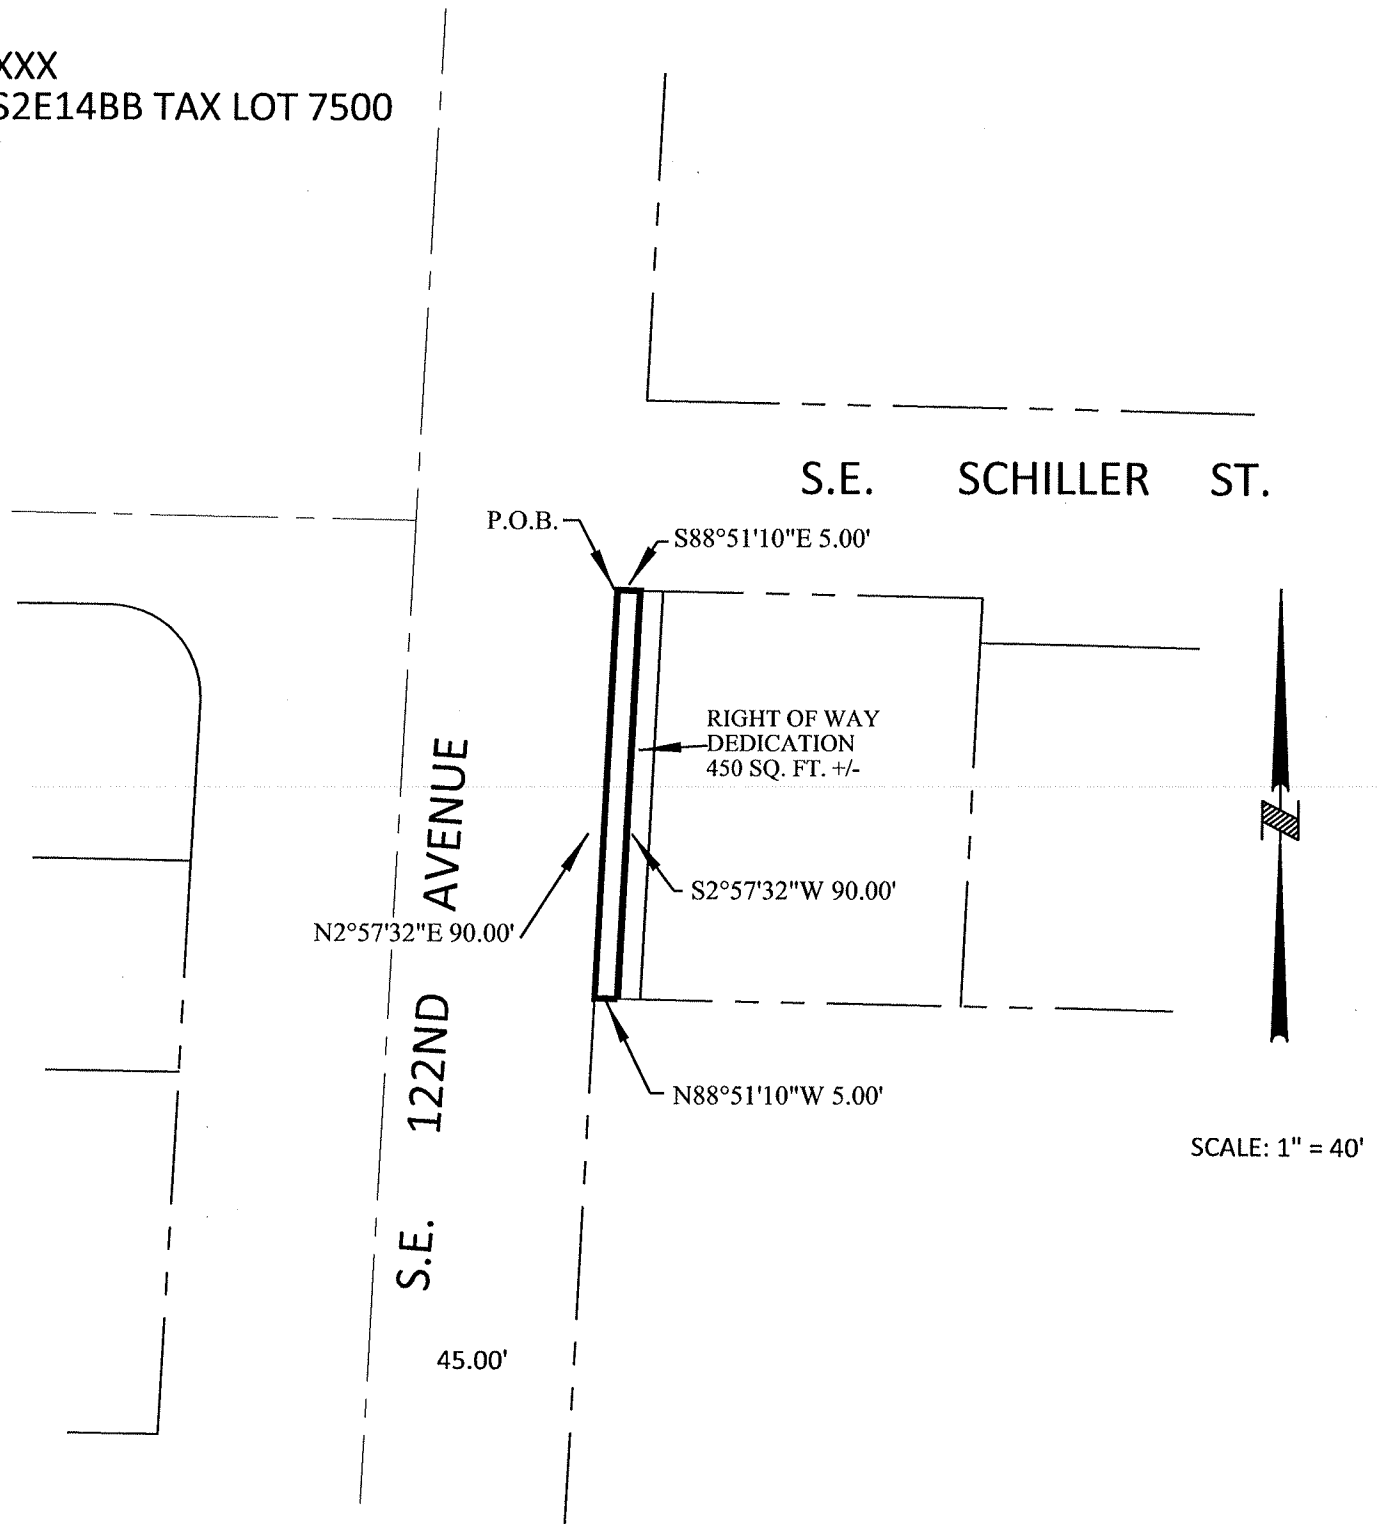 XXX
S2E14BB TAX LOT 7500
S.E. SCHILLER ST.
P.O.B.
S88°51'10"E 5.00'
RIGHT OF WAY
DEDICATION
450 SQ. FT. +/-
S2°57'32"W 90.00'
N2°57'32"E 90.00'
S.E. 122ND AVENUE
N88°51'10"W 5.00'
SCALE: 1" = 40'
45.00'